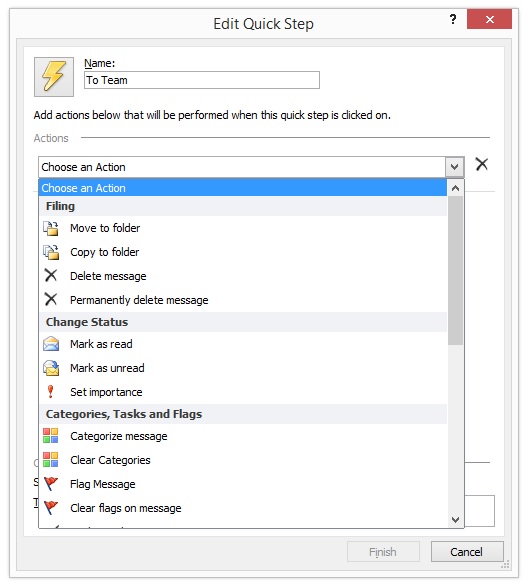 Edit Quick Step
?
Name:
To Team
Add actions below that will be performed when this quick step is clicked on.
Actions
Choose an Action
Choose an Action
Filing
Move to folder
Copy to folder
Delete message
Permanently delete message
Change Status
Mark as read
Mark as unread
Set importance
Categories, Tasks and Flags
Categorize message
Clear Categories
Flag Message
Clear flags on message
Finish
Cancel